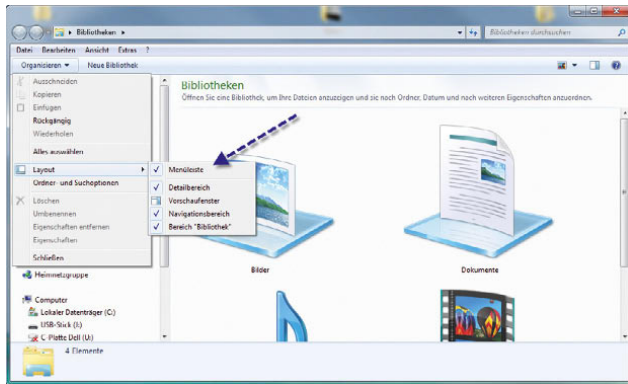 Bibliotheken
Bibliotheken durchsuchen
Datei Bearbeiten Ansicht Extras ?
Organisieren Neue Bibliothek
Ausschneiden
Kopieren
Einfügen
Rückgängig
Wiederholen
Alles auswählen
Layout
Ordner- und Suchoptionen
Löschen
Umbenennen
Eigenschaften entfernen
Eigenschaften
Schließen
Menüleiste
Detailbereich
Vorschaufenster
Navigationsbereich
Bereich "Bibliothek"
Bibliotheken
Öffnen Sie eine Bibliothek, um Ihre Dateien anzuzeigen und sie nach Ordner, Datum und nach weiteren Eigenschaften anzuordnen.
Bilder
Dokumente
Heimnetzgruppe
Computer
Lokaler Datenträger (C:)
USB-Stick (I:)
C-Platte Dell (U:)
4 Elemente